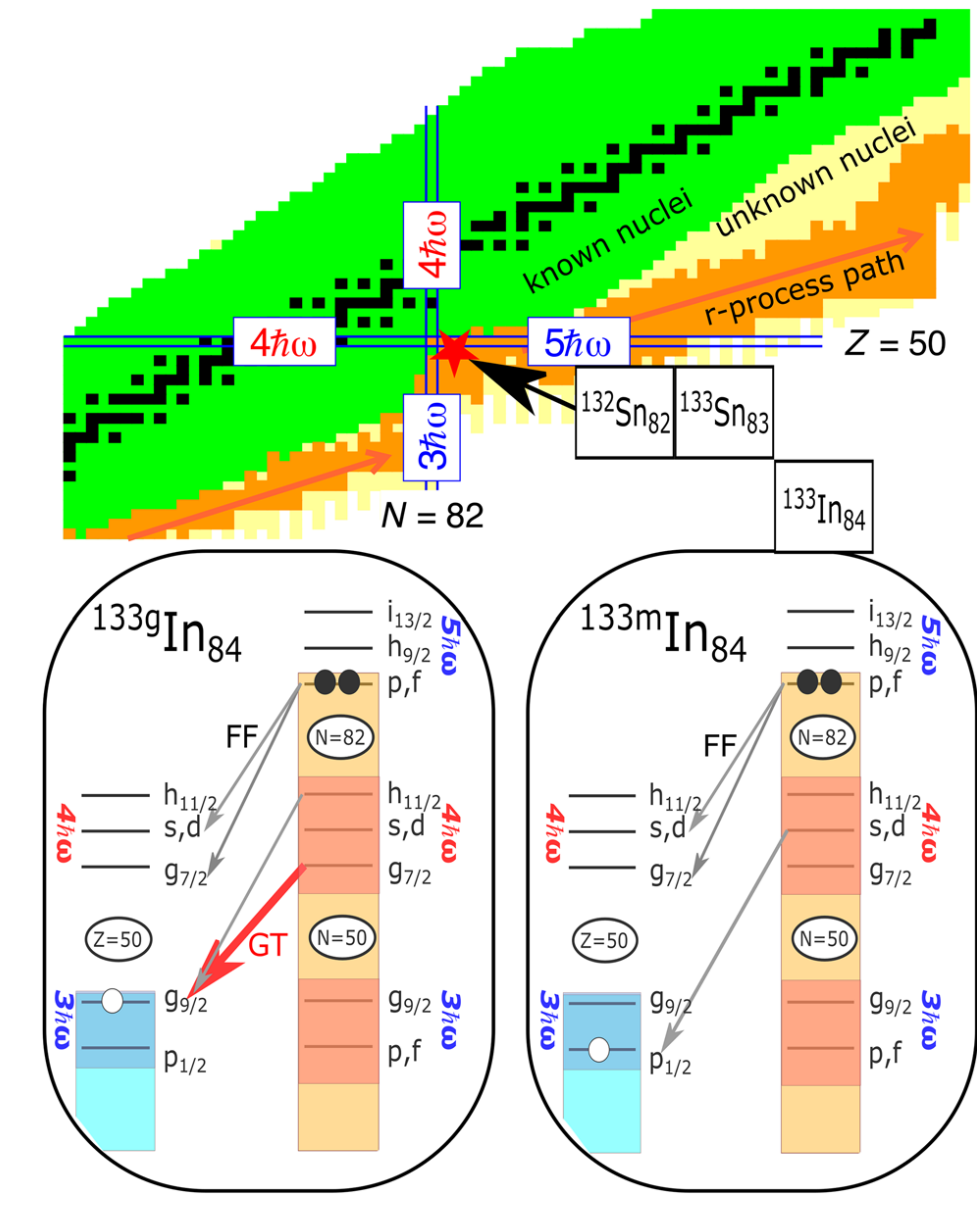 known nuclei
unknown nuclei
r-process path
4ħω
4ħω
5ħω
3ħω
Z = 50
N = 82
¹³²Sn₈₂
¹³³Sn₈₃
¹³³In₈₄
¹³³ᵍIn₈₄
i₁₃/₂
h₉/₂
p,f
5ħω
FF
N=82
h₁₁/₂
s,d
g₇/₂
4ħω
h₁₁/₂
s,d
g₇/₂
4ħω
Z=50
GT
N=50
3ħω
g₉/₂
p₁/₂
g₉/₂
p,f
3ħω
¹³³ᵐIn₈₄
i₁₃/₂
h₉/₂
p,f
5ħω
FF
N=82
4ħω
h₁₁/₂
s,d
g₇/₂
h₁₁/₂
s,d
g₇/₂
4ħω
Z=50
N=50
3ħω
g₉/₂
p₁/₂
g₉/₂
p,f
3ħω